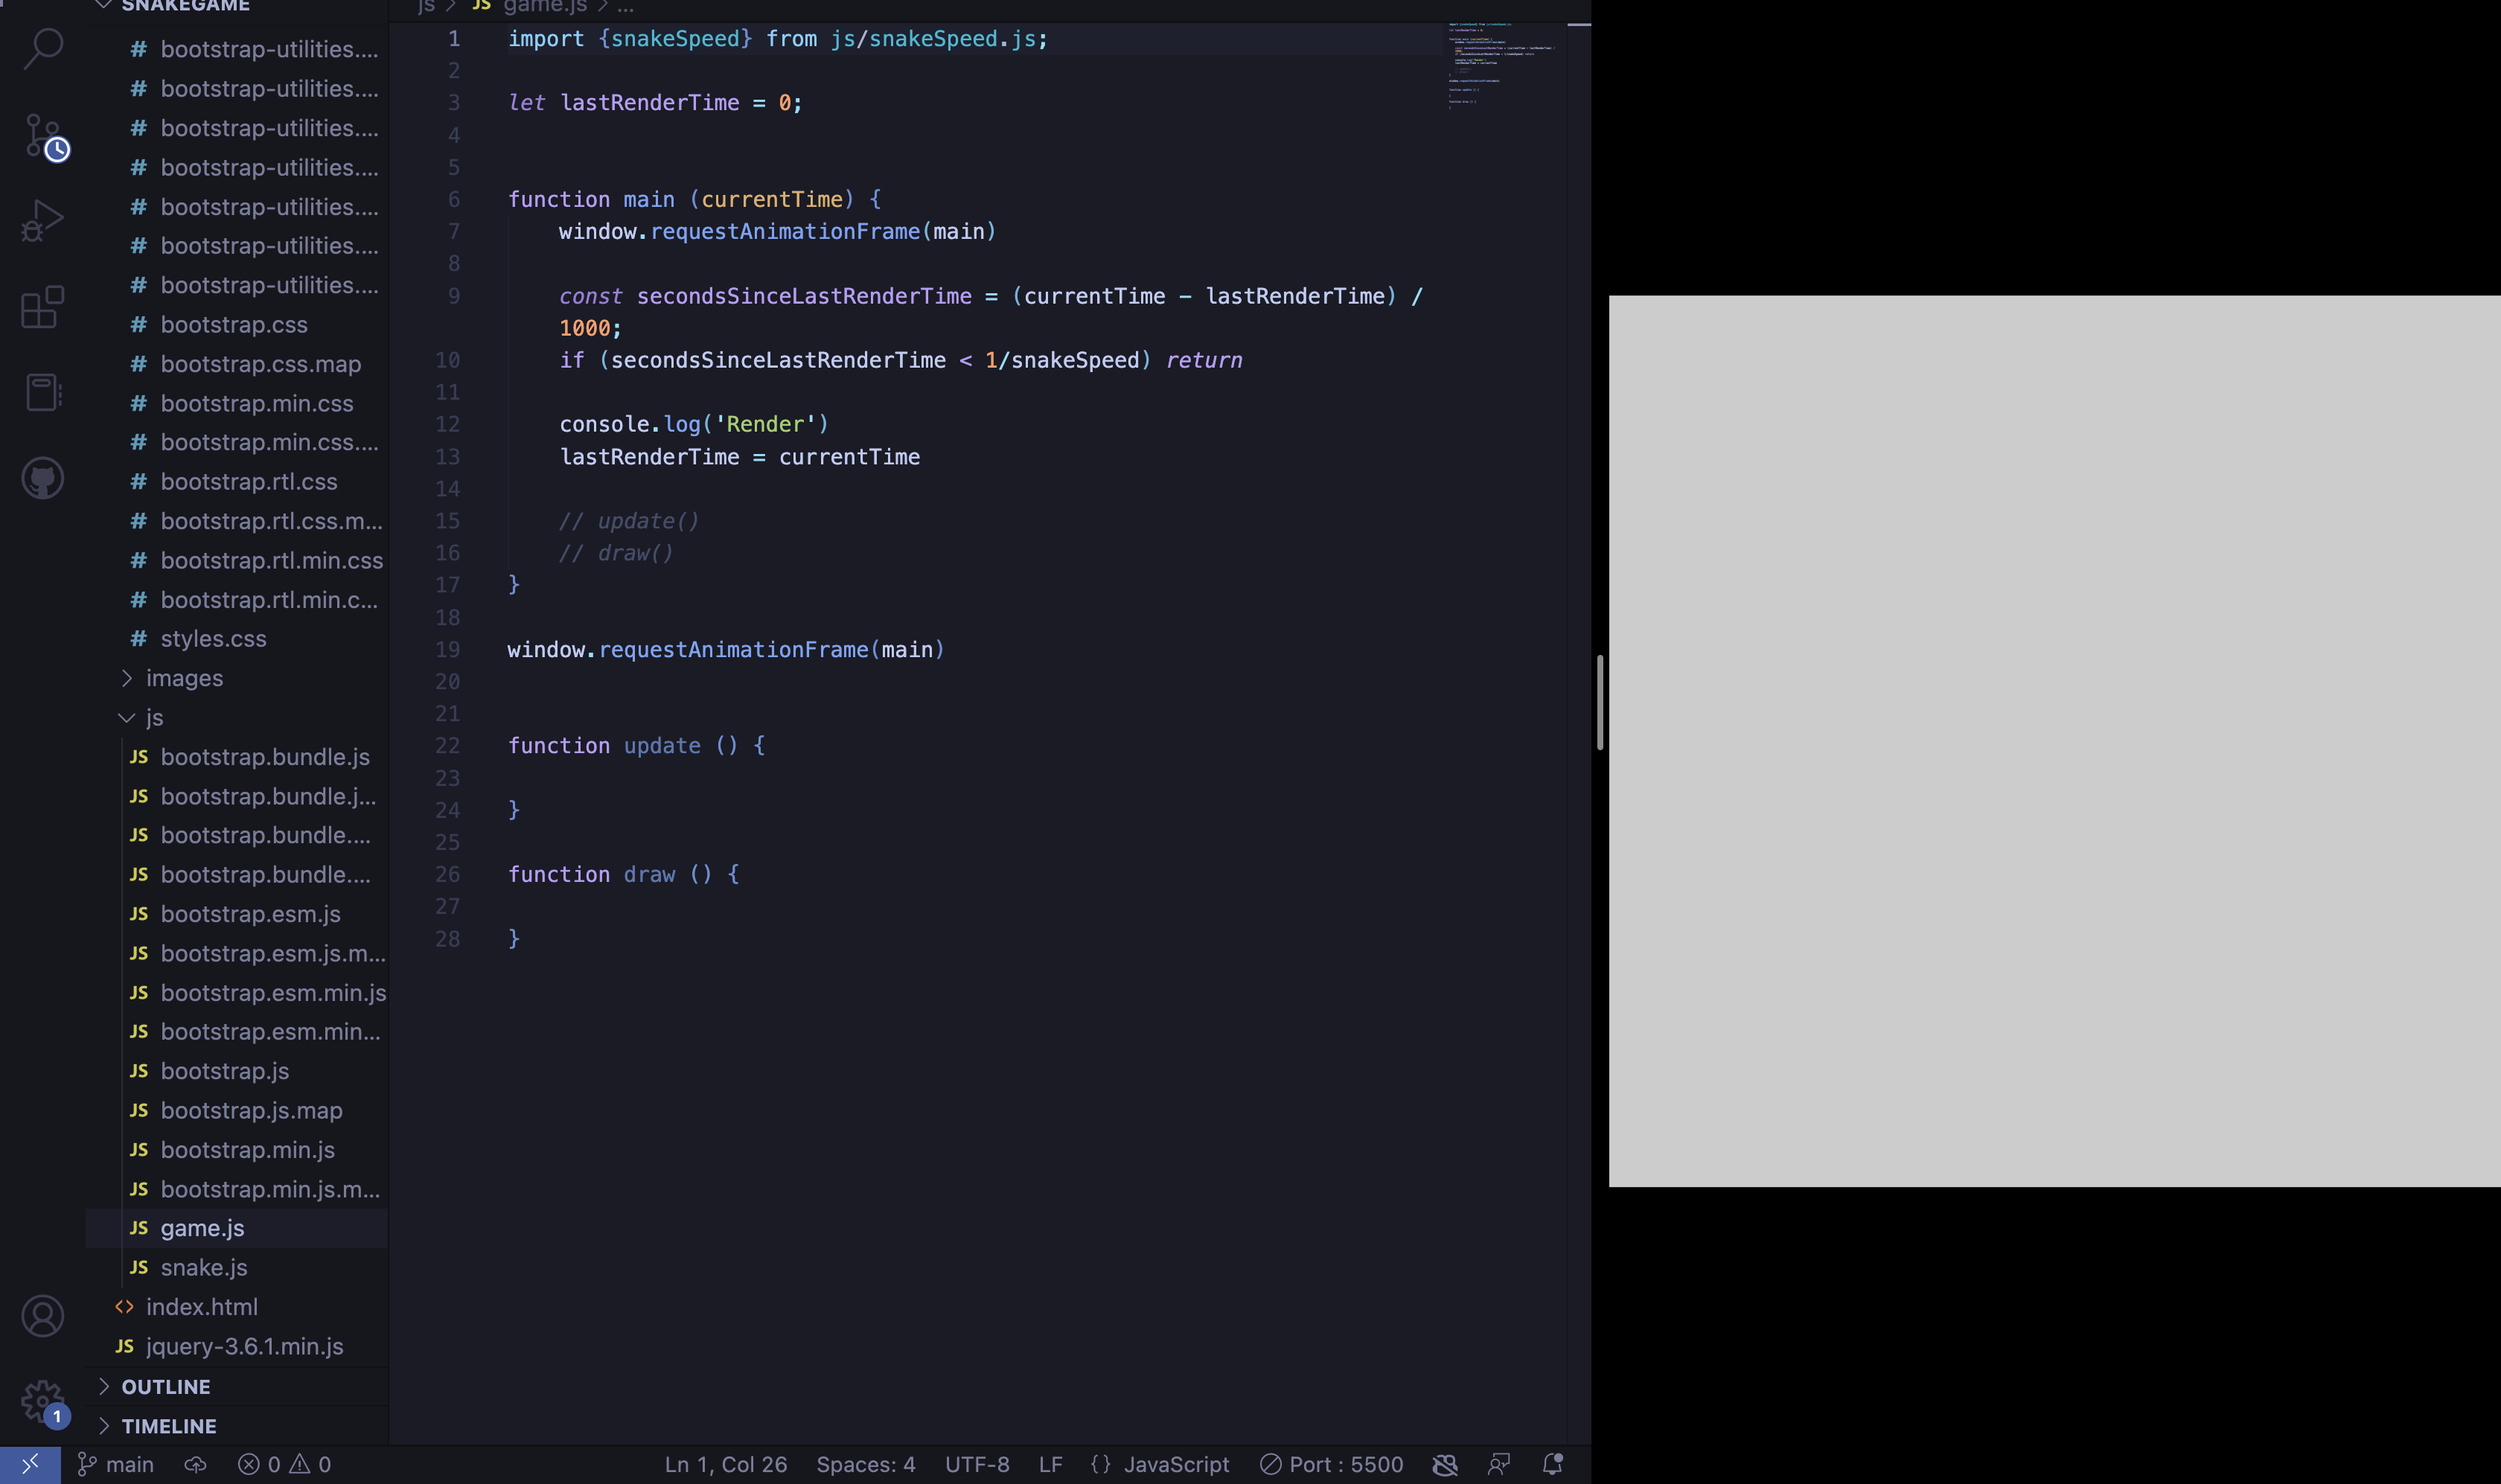 SNAKEGAME
# bootstrap-utilities....
# bootstrap-utilities....
# bootstrap-utilities....
# bootstrap-utilities....
# bootstrap-utilities....
# bootstrap-utilities....
# bootstrap-utilities....
# bootstrap.css
# bootstrap.css.map
# bootstrap.min.css
# bootstrap.min.css....
# bootstrap.rtl.css
# bootstrap.rtl.css.m...
# bootstrap.rtl.min.css
# bootstrap.rtl.min.c...
# styles.css
images
js
JS bootstrap.bundle.js
JS bootstrap.bundle.j...
JS bootstrap.bundle....
JS bootstrap.bundle....
JS bootstrap.esm.js
JS bootstrap.esm.js.m...
JS bootstrap.esm.min.js
JS bootstrap.esm.min...
JS bootstrap.js
JS bootstrap.js.map
JS bootstrap.min.js
JS bootstrap.min.js.m...
JS game.js
JS snake.js
<> index.html
JS jquery-3.6.1.min.js
OUTLINE
TIMELINE
1
js > JS game.js > ...
1 import {snakeSpeed} from js/snakeSpeed.js;
2
3 let lastRenderTime = 0;
4
5
6 function main (currentTime) {
7 window.requestAnimationFrame(main)
8
9 const secondsSinceLastRenderTime = (currentTime - lastRenderTime) /
1000;
10 if (secondsSinceLastRenderTime < 1/snakeSpeed) return
11
12 console.log('Render')
13 lastRenderTime = currentTime
14
15 // update()
16 // draw()
17 }
18
19 window.requestAnimationFrame(main)
20
21
22 function update () {
23
24 }
25
26 function draw () {
27
28 }
main 0 0 Ln 1, Col 26 Spaces: 4 UTF-8 LF {} JavaScript Port : 5500